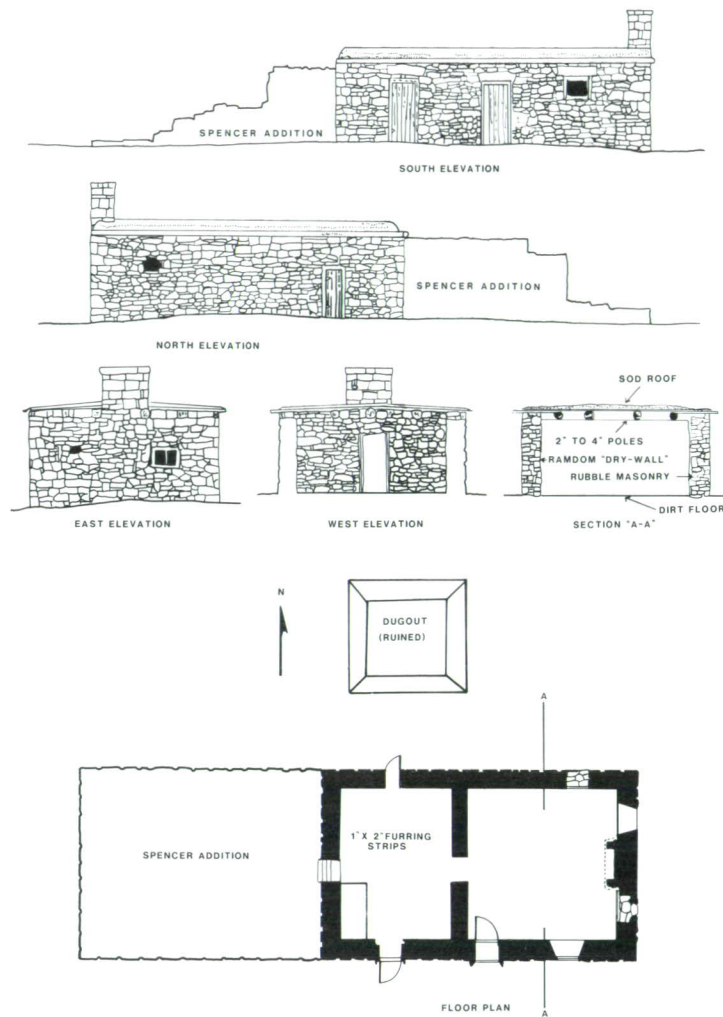 SPENCER ADDITION
SOUTH ELEVATION
SPENCER ADDITION
NORTH ELEVATION
SOD ROOF
2" TO 4" POLES
RAMDOM "DRY-WALL"
RUBBLE MASONRY
DIRT FLOOR
EAST ELEVATION
WEST ELEVATION
SECTION "A-A"
N
DUGOUT
(RUINED)
A
1" X 2" FURRING
STRIPS
SPENCER ADDITION
FLOOR PLAN
A